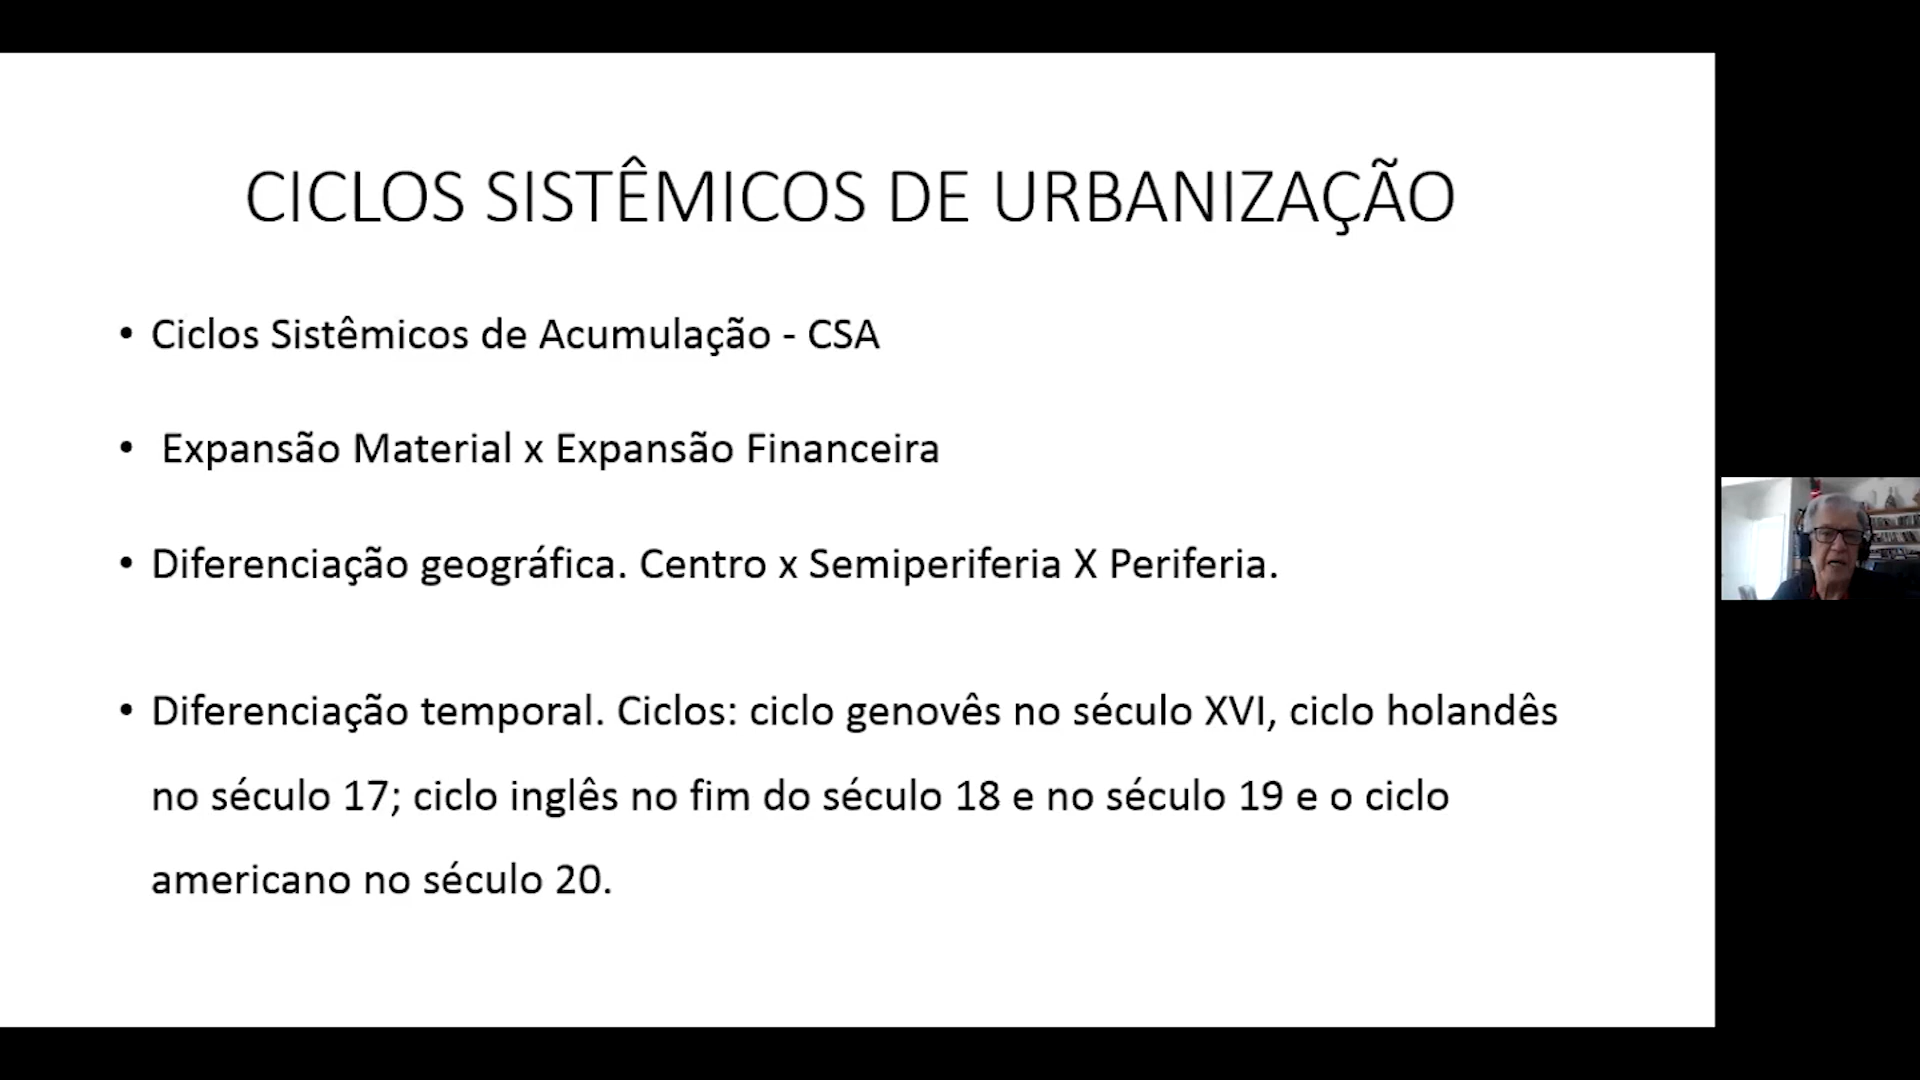 CICLOS SISTÊMICOS DE URBANIZAÇÃO
• Ciclos Sistêmicos de Acumulação - CSA
• Expansão Material x Expansão Financeira
• Diferenciação geográfica. Centro x Semiperiferia X Periferia.
• Diferenciação temporal. Ciclos: ciclo genovês no século XVI, ciclo holandês
no século 17; ciclo inglês no fim do século 18 e no século 19 e o ciclo
americano no século 20.